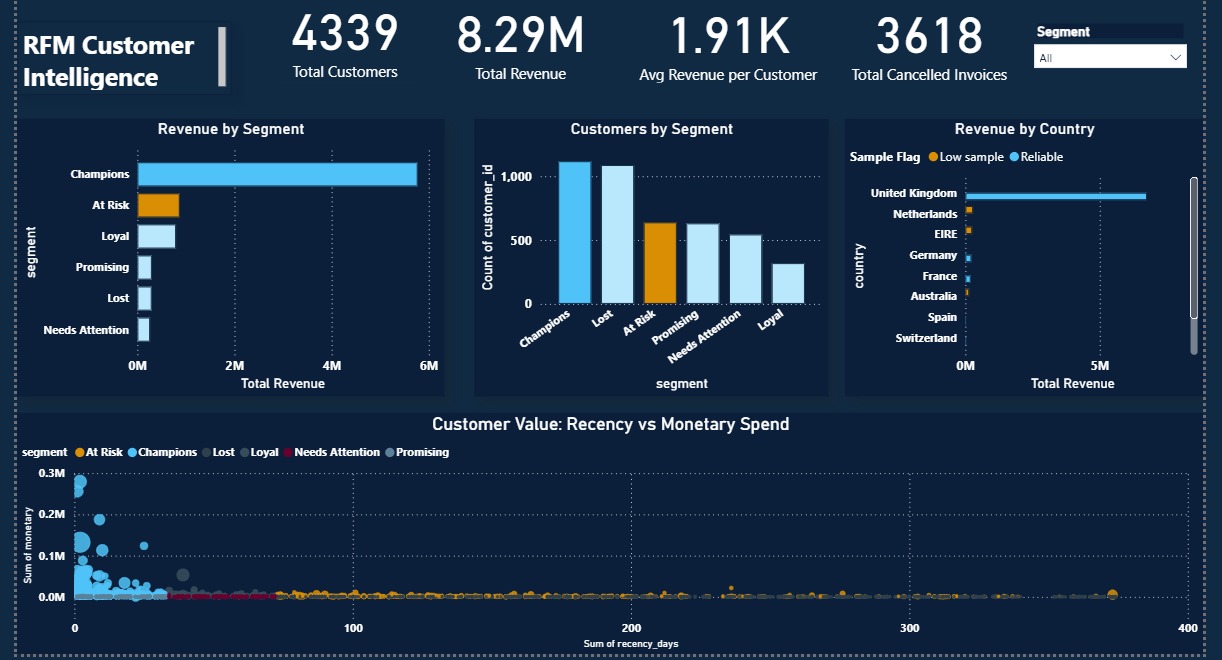 RFM Customer
Intelligence
4339
Total Customers
8.29M
Total Revenue
1.91K
Avg Revenue per Customer
3618
Total Cancelled Invoices
Segment
All
Revenue by Segment
segment
Champions
At Risk
Loyal
Promising
Lost
Needs Attention
0M 2M 4M 6M
Total Revenue
Customers by Segment
Count of customer_id
1,000
500
0
Champions
Lost
At Risk
Promising
Needs Attention
Loyal
segment
Revenue by Country
Sample Flag Low sample Reliable
country
United Kingdom
Netherlands
EIRE
Germany
France
Australia
Spain
Switzerland
0M 5M
Total Revenue
Customer Value: Recency vs Monetary Spend
segment At Risk Champions Lost Loyal Needs Attention Promising
Sum of monetary
0.3M
0.2M
0.1M
0.0M
0 100 200 300 400
Sum of recency_days